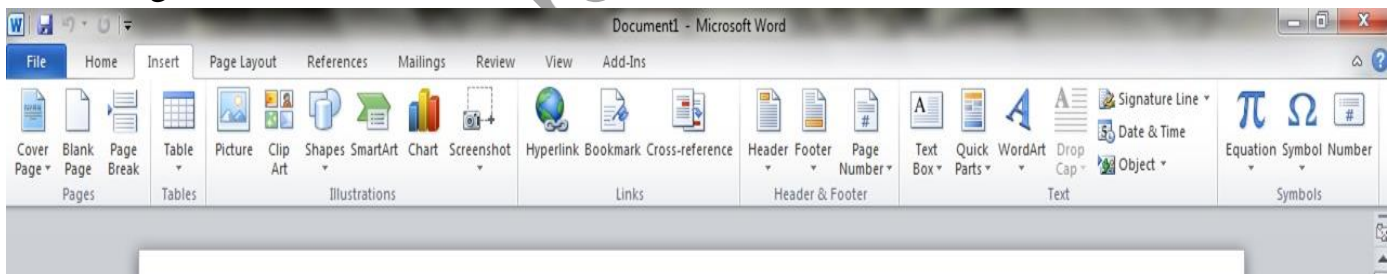 Document1 - Microsoft Word
File Home Insert Page Layout References Mailings Review View Add-Ins
Cover Page Blank Page Page Break Table Picture Clip Art Shapes SmartArt Chart Screenshot Hyperlink Bookmark Cross-reference Header Footer Page Number Text Box Quick Parts WordArt Drop Cap Signature Line Date & Time Object Equation Symbol Number
Pages Tables Illustrations Links Header & Footer Text Symbols